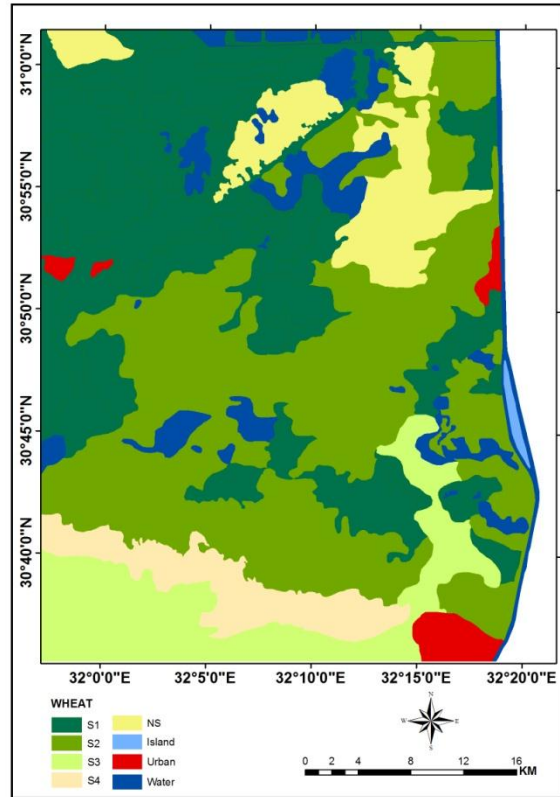 31°0'0"N
30°55'0"N
30°50'0"N
30°45'0"N
30°40'0"N
32°0'0"E 32°5'0"E 32°10'0"E 32°15'0"E 32°20'0"E
WHEAT
S1 NS
S2 Island
S3 Urban
S4 Water
N
W E
S
0 2 4 8 12 16
KM